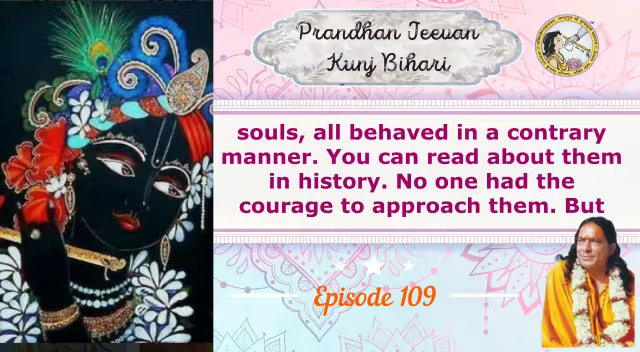 Prandhan Jeevan
Kunj Bihari
souls, all behaved in a contrary
manner. You can read about them
in history. No one had the
courage to approach them. But
Episode 109